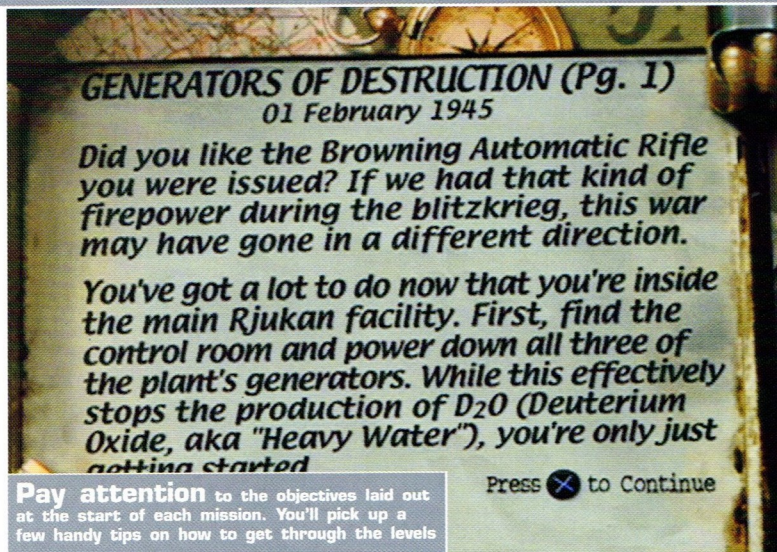 GENERATORS OF DESTRUCTION (Pg. 1)
01 February 1945
Did you like the Browning Automatic Rifle
you were issued? If we had that kind of
firepower during the blitzkrieg, this war
may have gone in a different direction.
You've got a lot to do now that you're inside
the main Rjukan facility. First, find the
control room and power down all three of
the plant's generators. While this effectively
stops the production of D2O (Deuterium
Oxide, aka "Heavy Water"), you're only just
getting started
Press X to Continue
Pay attention to the objectives laid out
at the start of each mission. You'll pick up a
few handy tips on how to get through the levels